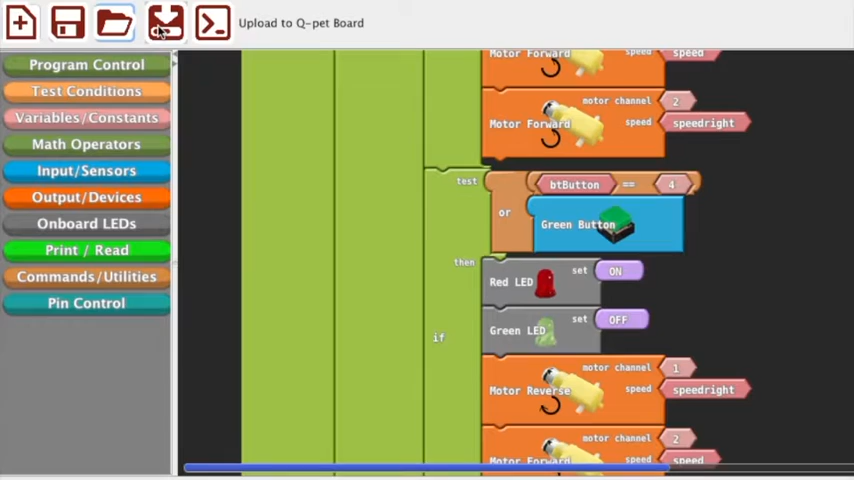 Upload to Q-pet Board
Program Control
Test Conditions
Variables/Constants
Math Operators
Input/Sensors
Output/Devices
Onboard LEDs
Print / Read
Commands/Utilities
Pin Control
Motor Forward
speed
speed
motor channel
2
Motor Forward
speed
speedright
test
btButton
==
4
or
Green Button
then
Red LED
set
ON
Green LED
set
OFF
if
motor channel
1
Motor Reverse
speed
speedright
motor channel
2
Motor Forward
speed
speed